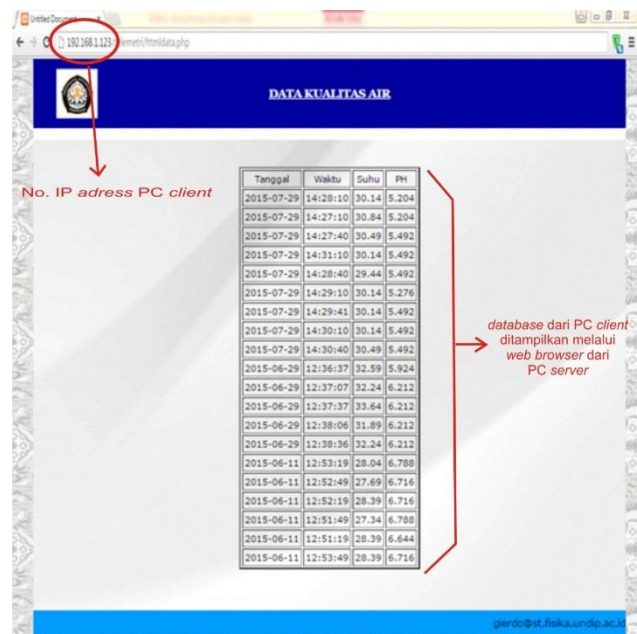 Untitled Document
192.168.1.123/telemetri/htmldata.php
DATA KUALITAS AIR
No. IP adress PC client
Tanggal Waktu Suhu PH
2015-07-29 14:28:10 30.14 5.204
2015-07-29 14:27:10 30.84 5.204
2015-07-29 14:27:40 30.49 5.492
2015-07-29 14:31:10 30.14 5.492
2015-07-29 14:28:40 29.44 5.492
2015-07-29 14:29:10 30.14 5.276
2015-07-29 14:29:41 30.14 5.492
2015-07-29 14:30:10 30.14 5.492
2015-07-29 14:30:40 30.49 5.492
2015-06-29 12:36:37 32.59 5.924
2015-06-29 12:37:07 32.24 6.212
2015-06-29 12:37:37 33.64 6.212
2015-06-29 12:38:06 31.89 6.212
2015-06-29 12:38:36 32.24 6.212
2015-06-11 12:53:19 28.04 6.788
2015-06-11 12:52:49 27.69 6.716
2015-06-11 12:52:19 28.39 6.716
2015-06-11 12:51:49 27.34 6.788
2015-06-11 12:51:19 28.39 6.644
2015-06-11 12:53:49 28.39 6.716
database dari PC client
ditampilkan melalui
web browser dari
PC server
gierdo@st.fisika.undip.ac.id